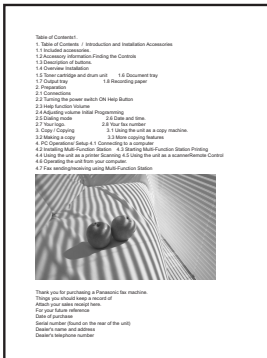 Table of Contents1.
1. Table of Contents / Introduction and Installation Accessories
1.1 Included accessories.
1.2 Accessory information Finding the Controls
1.3 Description of buttons.
1.4 Overview Installation
1.5 Toner cartridge and drum unit 1.6 Document tray
1.7 Output tray 1.8 Recording paper
2. Preparation
2.1 Connections
2.2 Turning the power switch ON Help Button
2.3 Help function Volume
2.4 Adjusting volume Initial Programming
2.5 Dialing mode 2.6 Date and time.
2.7 Your logo. 2.8 Your fax number
3. Copy / Copying 3.1 Using the unit as a copy machine.
3.2 Making a copy 3.3 More copying features
4. PC Operations/ Setup 4.1 Connecting to a computer
4.2 Installing Multi-Function Station 4.3 Starting Multi-Function Station Printing
4.4 Using the unit as a printer Scanning 4.5 Using the unit as a scannerRemote Control
4.6 Operating the unit from your computer.
4.7 Fax sending/receiving using Multi-Function Station
Thank you for purchasing a Panasonic fax machine.
Things you should keep a record of
Attach your sales receipt here
For your future reference
Date of purchase
Serial number (found on the rear of the unit)
Dealer's name and address
Dealer's telephone number